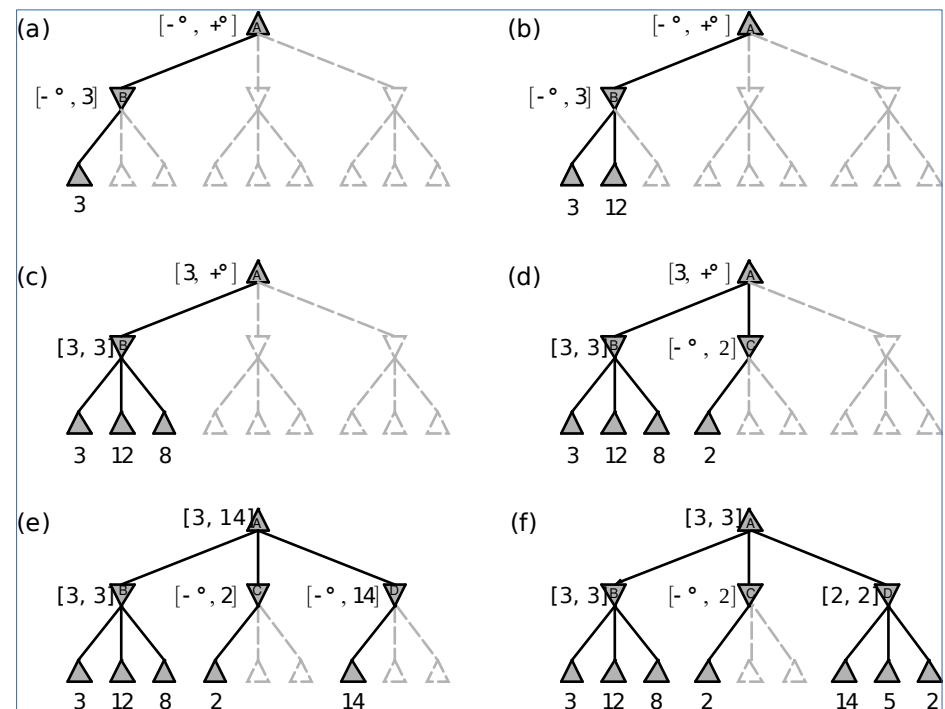 (a) [-°, +°] A
(b) [-°, +°] A
[-°, 3] B
[-°, 3] B
3
3 12
(c) [3, +°] A
(d) [3, +°] A
[3, 3] B
[3, 3] B [-°, 2] C
3 12 8
3 12 8 2
(e) [3, 14] A
(f) [3, 3] A
[3, 3] B [-°, 2] C [-°, 14] D
[3, 3] B [-°, 2] C [2, 2] D
3 12 8 2 14
3 12 8 2 14 5 2